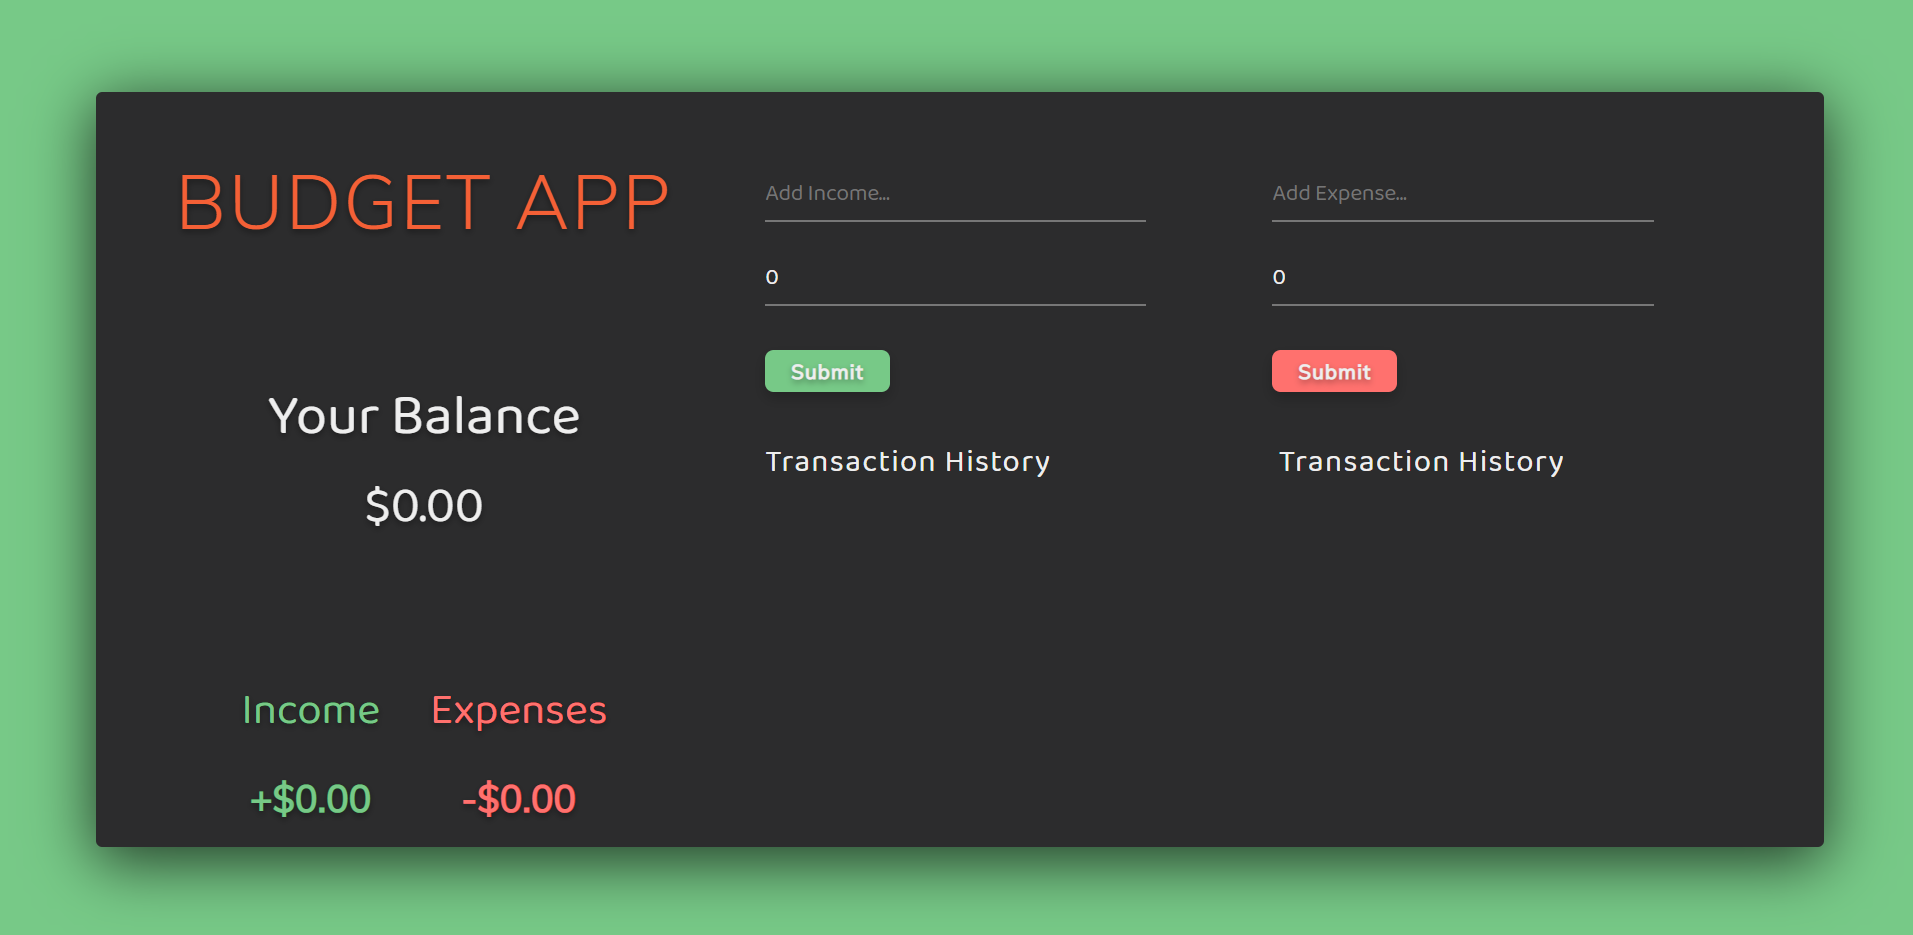 BUDGET APP
Your Balance
$0.00
Income Expenses
+$0.00 -$0.00
Add Income...
0
Submit
Transaction History
Add Expense...
0
Submit
Transaction History